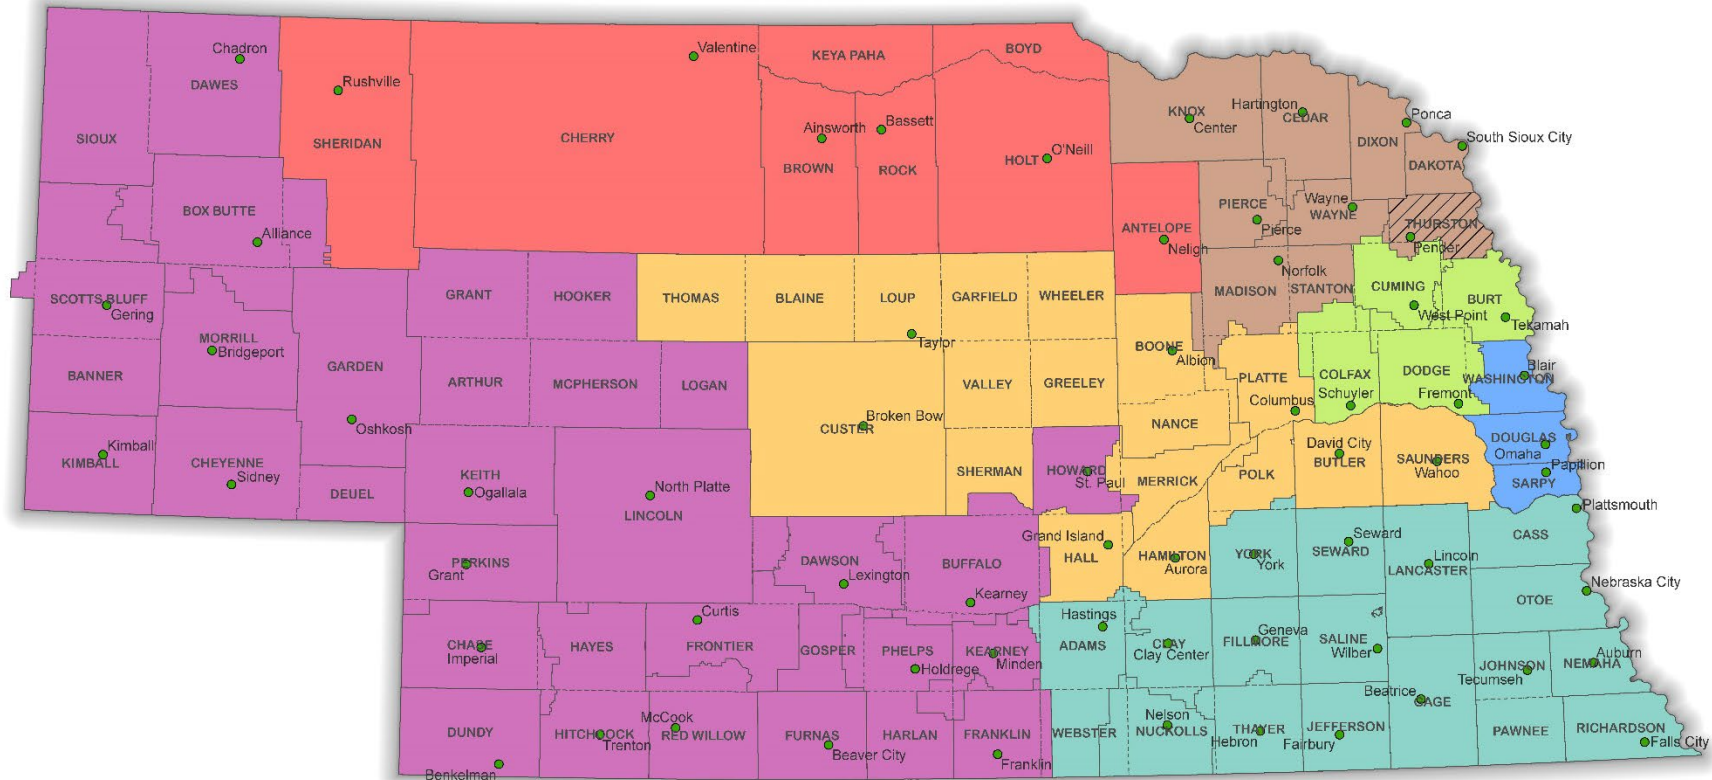 Chadron
DAWES
SIOUX
Rushville
SHERIDAN
Valentine
CHERRY
KEYA PAHA
BOYD
Ainsworth
BROWN
Bassett
ROCK
O'Neill
HOLT
KNOX
Center
Hartington
CEDAR
DIXON
Ponca
South Sioux City
DAKOTA
BOX BUTTE
Alliance
ANTELOPE
Neligh
PIERCE
Pierce
Wayne
WAYNE
THURSTON
Pender
SCOTTS BLUFF
Gering
MORRILL
Bridgeport
GARDEN
Oshkosh
GRANT
HOOKER
THOMAS
BLAINE
LOUP
Taylor
GARFIELD
WHEELER
MADISON
Norfolk
STANTON
CUMING
West Point
BURT
Tekamah
BANNER
ARTHUR
MCPHERSON
LOGAN
CUSTER
Broken Bow
VALLEY
GREELEY
BOONE
Albion
PLATTE
Columbus
COLFAX
Schuyler
DODGE
Fremont
Blair
WASHINGTON
Kimball
KIMBALL
CHEYENNE
Sidney
DEUEL
KEITH
Ogallala
North Platte
LINCOLN
SHERMAN
HOWARD
St. Paul
NANCE
MERRICK
POLK
David City
BUTLER
SAUNDERS
Wahoo
DOUGLAS
Omaha
Papillion
SARPY
Plattsmouth
CASS
PERKINS
Grant
DAWSON
Lexington
BUFFALO
Kearney
Grand Island
HALL
HAMILTON
Aurora
YORK
York
Seward
SEWARD
Lincoln
LANCASTER
Nebraska City
OTOE
CHASE
Imperial
HAYES
Curtis
FRONTIER
GOSPER
PHELPS
Holdrege
KEARNEY
Minden
Hastings
ADAMS
CLAY
Clay Center
Geneva
FILLMORE
SALINE
Wilber
JOHNSON
Tecumseh
Auburn
NEMAHA
Beatrice
GAGE
DUNDY
Benkelman
HITCHCOCK
Trenton
McCook
RED WILLOW
FURNAS
Beaver City
HARLAN
FRANKLIN
Franklin
WEBSTER
Nelson
NUCKOLLS
THAYER
Hebron
JEFFERSON
Fairbury
PAWNEE
RICHARDSON
Falls City